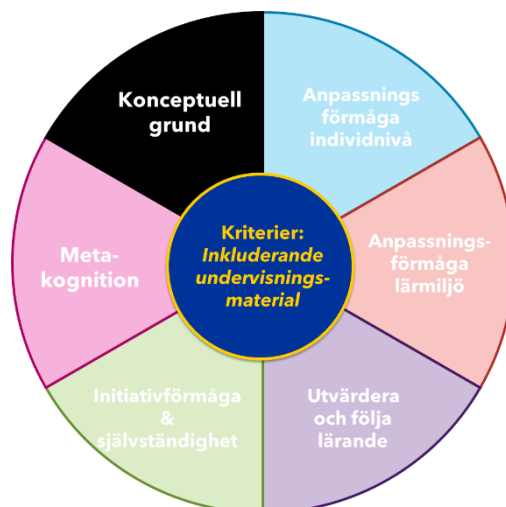 Konceptuell
grund
Anpassnings
förmåga
individnivå
Anpassnings-
förmåga
lärmiljö
Utvärdera
och följa
lärande
Initiativförmåga
&
självständighet
Meta-
kognition
Kriterier:
Inkluderande
undervisnings-
material